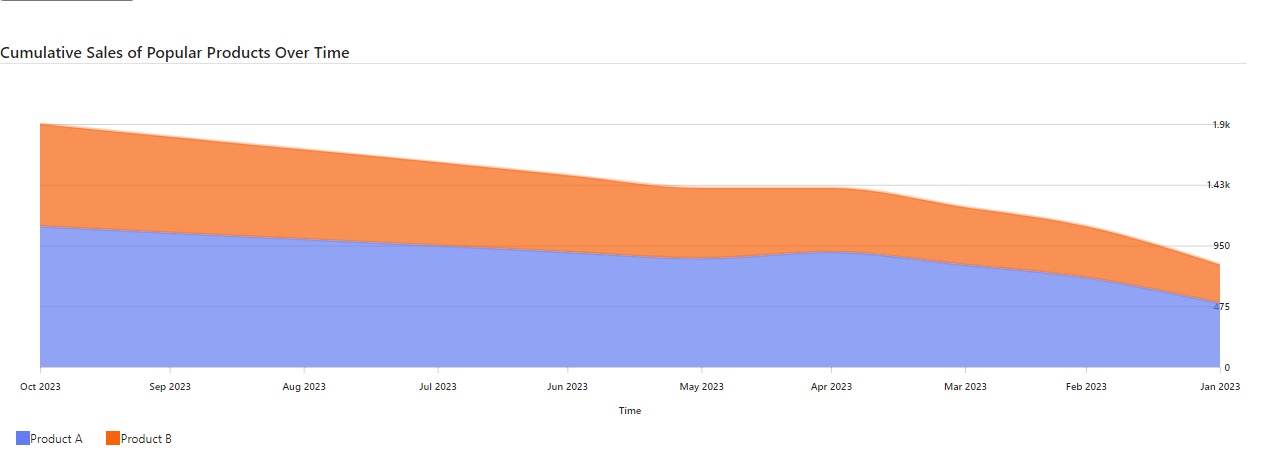 Cumulative Sales of Popular Products Over Time
1.9k
1.43k
950
475
0
Oct 2023 Sep 2023 Aug 2023 Jul 2023 Jun 2023 May 2023 Apr 2023 Mar 2023 Feb 2023 Jan 2023
Time
Product A Product B